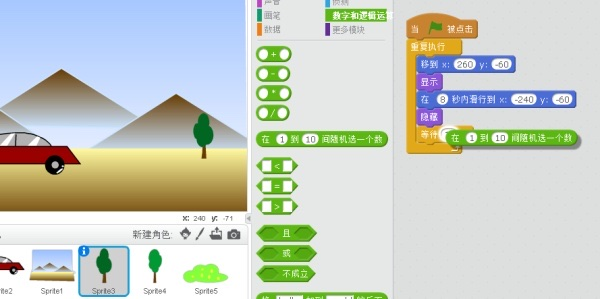 声音
侦测
画笔
数字和逻辑运算
数据
更多模块
+
-
*
/
在 1 到 10 间随机选一个数
<
=
>
且
或
不成立
当 被点击
重复执行
移到 x: 260 y: -60
显示
在 8 秒内滑行到 x: -240 y: -60
隐藏
等待 在 1 到 10 间随机选一个数
x: 240 y: -71
新建角色:
Sprite1
Sprite3
Sprite4
Sprite5